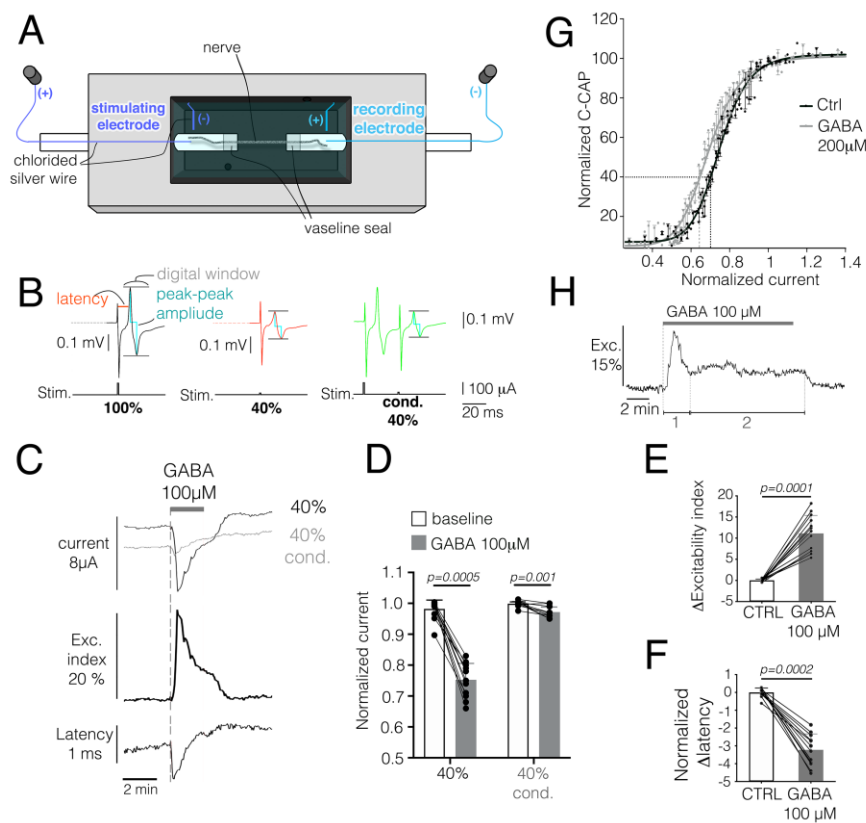 A
nerve
(+)
stimulating
electrode
(-)
(+)
recording
electrode
(-)
chlorided
silver wire
vaseline seal
B
latency
digital window
peak-peak
ampliude
0.1 mV
0.1 mV
0.1 mV
Stim.
100%
Stim.
40%
Stim.
cond.
40%
100 µA
20 ms
C
GABA
100µM
40%
40%
cond.
current
8µA
Exc.
index
20 %
Latency
1 ms
2 min
D
baseline
GABA 100µM
p=0.0005
p=0.001
Normalized current
1.0
0.9
0.8
0.7
0.6
0.5
40%
40%
cond.
G
Normalized C-CAP
120
100
80
60
40
20
Ctrl
GABA
200µM
0.4
0.6
0.8
1.0
1.2
1.4
Normalized current
H
GABA 100 µM
Exc.
15%
2 min
1
2
E
p=0.0001
ΔExcitability index
20
15
10
5
0
-5
CTRL
GABA
100 µM
F
p=0.0002
Normalized
Δlatency
1
0
-1
-2
-3
-4
-5
CTRL
GABA
100 µM